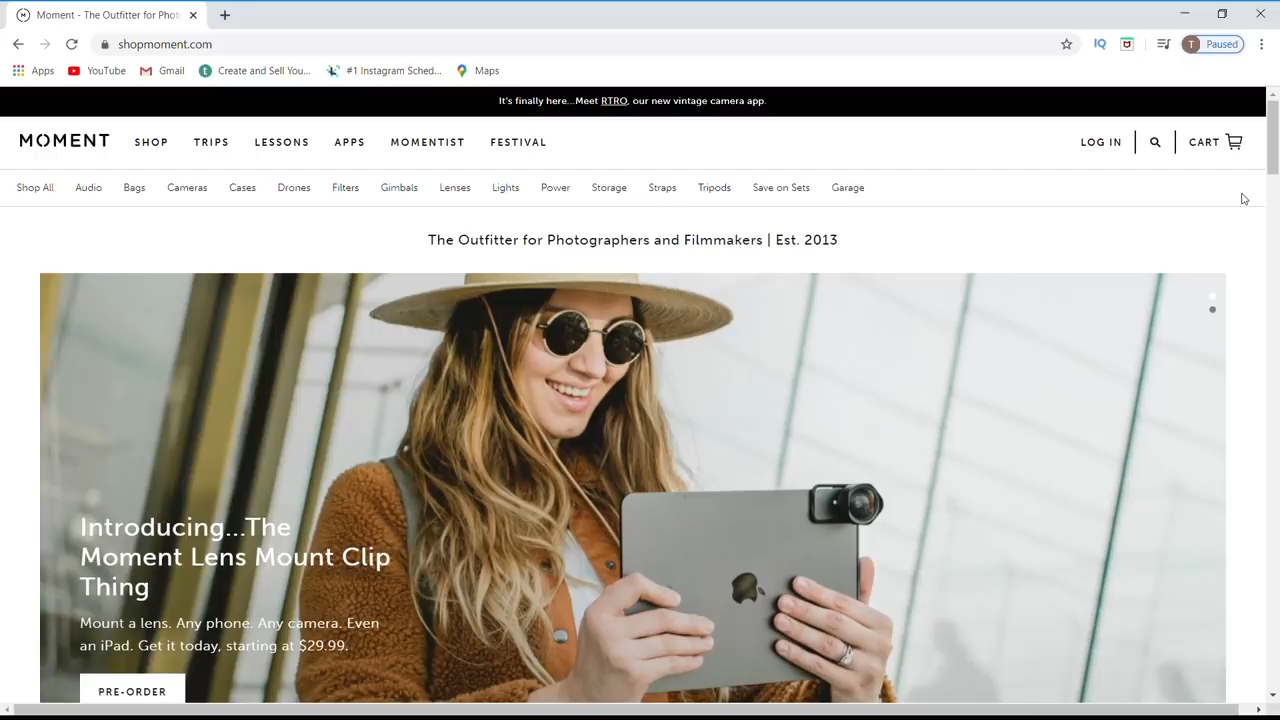 Moment - The Outfitter for Phot
shopmoment.com
T Paused
Apps YouTube Gmail Create and Sell You... #1 Instagram Sched... Maps
It's finally here...Meet RTRO, our new vintage camera app.
MOMENT SHOP TRIPS LESSONS APPS MOMENTIST FESTIVAL LOG IN CART
Shop All Audio Bags Cameras Cases Drones Filters Gimbals Lenses Lights Power Storage Straps Tripods Save on Sets Garage
The Outfitter for Photographers and Filmmakers | Est. 2013
Introducing...The
Moment Lens Mount Clip
Thing
Mount a lens. Any phone. Any camera. Even
an iPad. Get it today, starting at $29.99.
PRE-ORDER